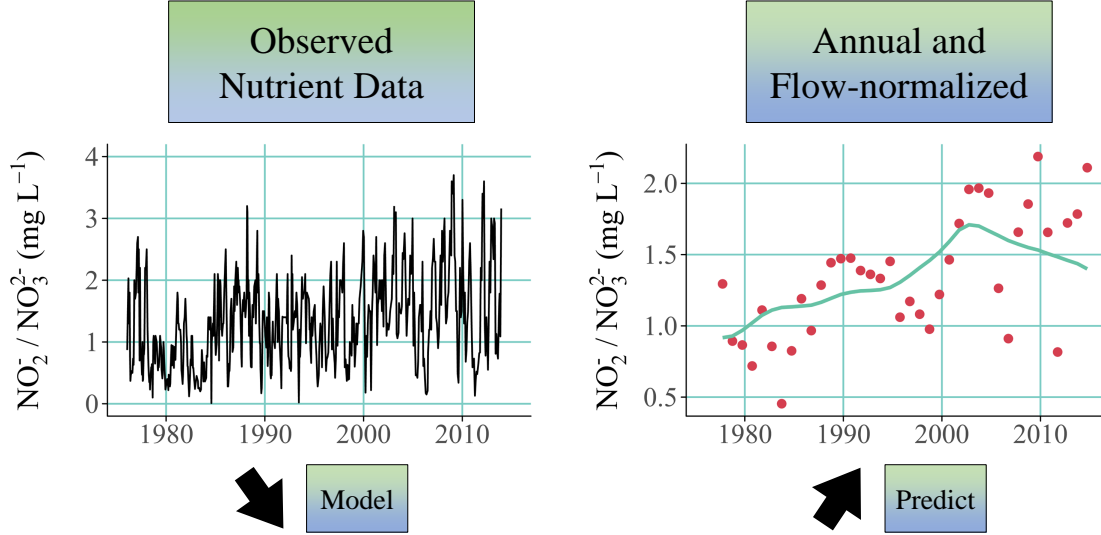 Observed
Nutrient Data
Annual and
Flow-normalized
NO₂⁻ / NO₃²⁻ (mg L⁻¹)
4
3
2
1
0
1980 1990 2000 2010
NO₂⁻ / NO₃²⁻ (mg L⁻¹)
2.0
1.5
1.0
0.5
1980 1990 2000 2010
Model
Predict